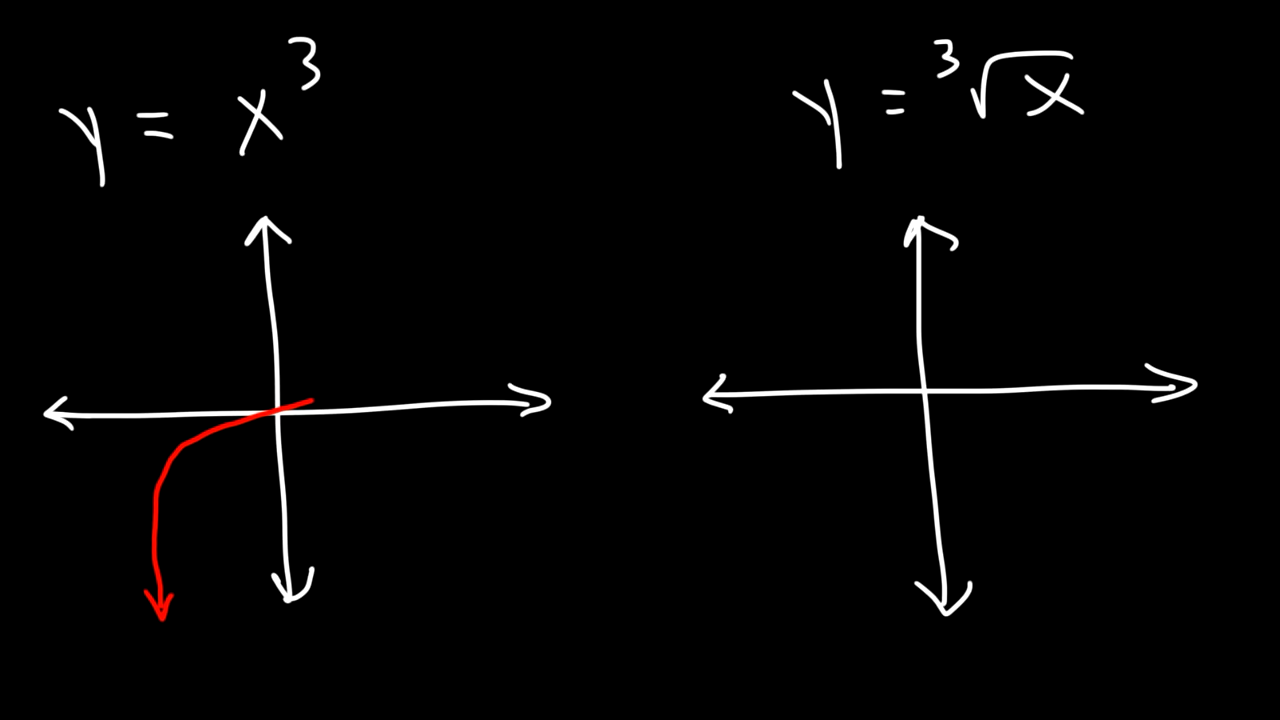 y = x³
y = ³√x